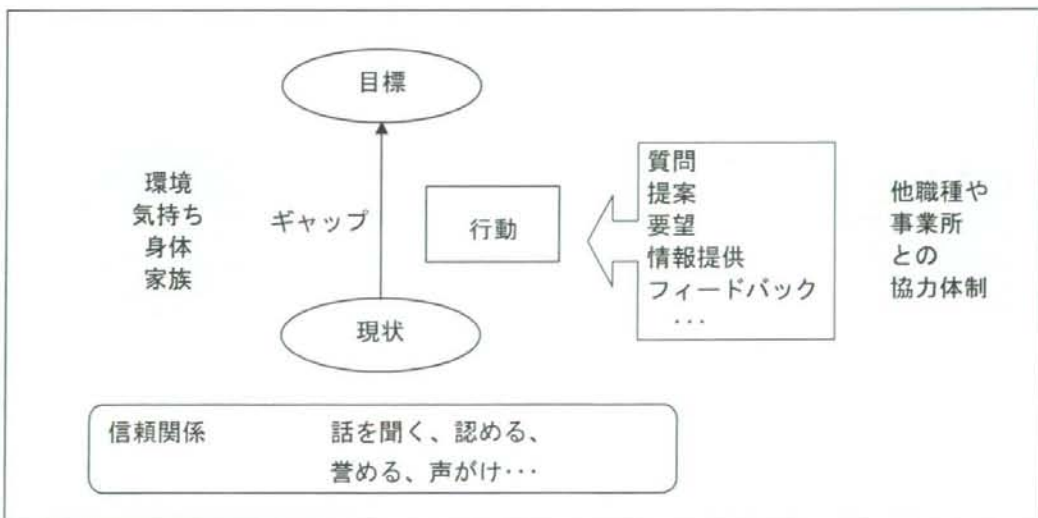 目標
環境
気持ち
身体
家族
ギャップ
行動
質問
提案
要望
情報提供
フィードバック
･･･
他職種や
事業所
との
協力体制
現状
信頼関係 話を聞く、認める、
誉める、声がけ･･･